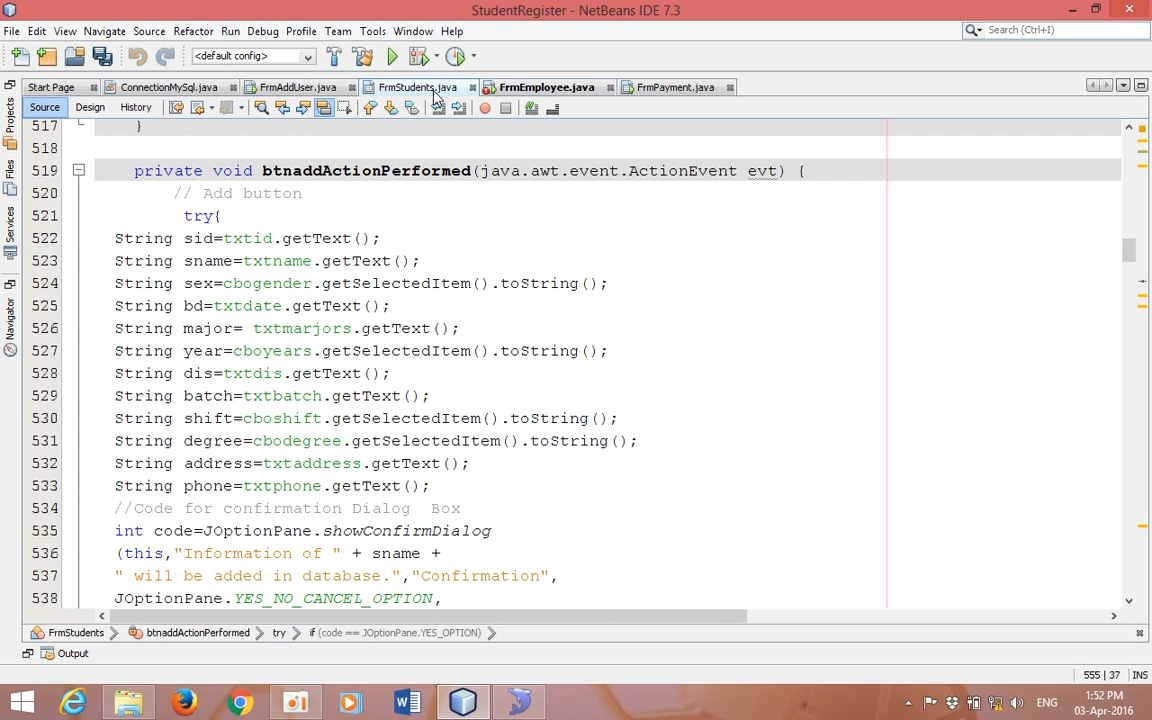 StudentRegister - NetBeans IDE 7.3
File Edit View Navigate Source Refactor Run Debug Profile Team Tools Window Help
Search (Ctrl+I)
<default config>
Start Page ConnectionMySql.java FrmAddUser.java FrmStudents.java FrmEmployee.java FrmPayment.java
Source Design History
Projects
Files
Services
Navigator
517 }
518
519 private void btnaddActionPerformed(java.awt.event.ActionEvent evt) {
520 // Add button
521 try{
522 String sid=txtid.getText();
523 String sname=txtname.getText();
524 String sex=cbogender.getSelectedItem().toString();
525 String bd=txtdate.getText();
526 String major= txtmarjors.getText();
527 String year=cboyears.getSelectedItem().toString();
528 String dis=txtdis.getText();
529 String batch=txtbatch.getText();
530 String shift=cboshift.getSelectedItem().toString();
531 String degree=cbodegree.getSelectedItem().toString();
532 String address=txtaddress.getText();
533 String phone=txtphone.getText();
534 //Code for confirmation Dialog  Box
535 int code=JOptionPane.showConfirmDialog
536 (this,"Information of " + sname +
537 " will be added in database.","Confirmation",
538 JOptionPane.YES_NO_CANCEL_OPTION,
FrmStudents btnaddActionPerformed try if (code == JOptionPane.YES_OPTION)
Output
555 | 37 INS
ENG
1:52 PM
03-Apr-2016